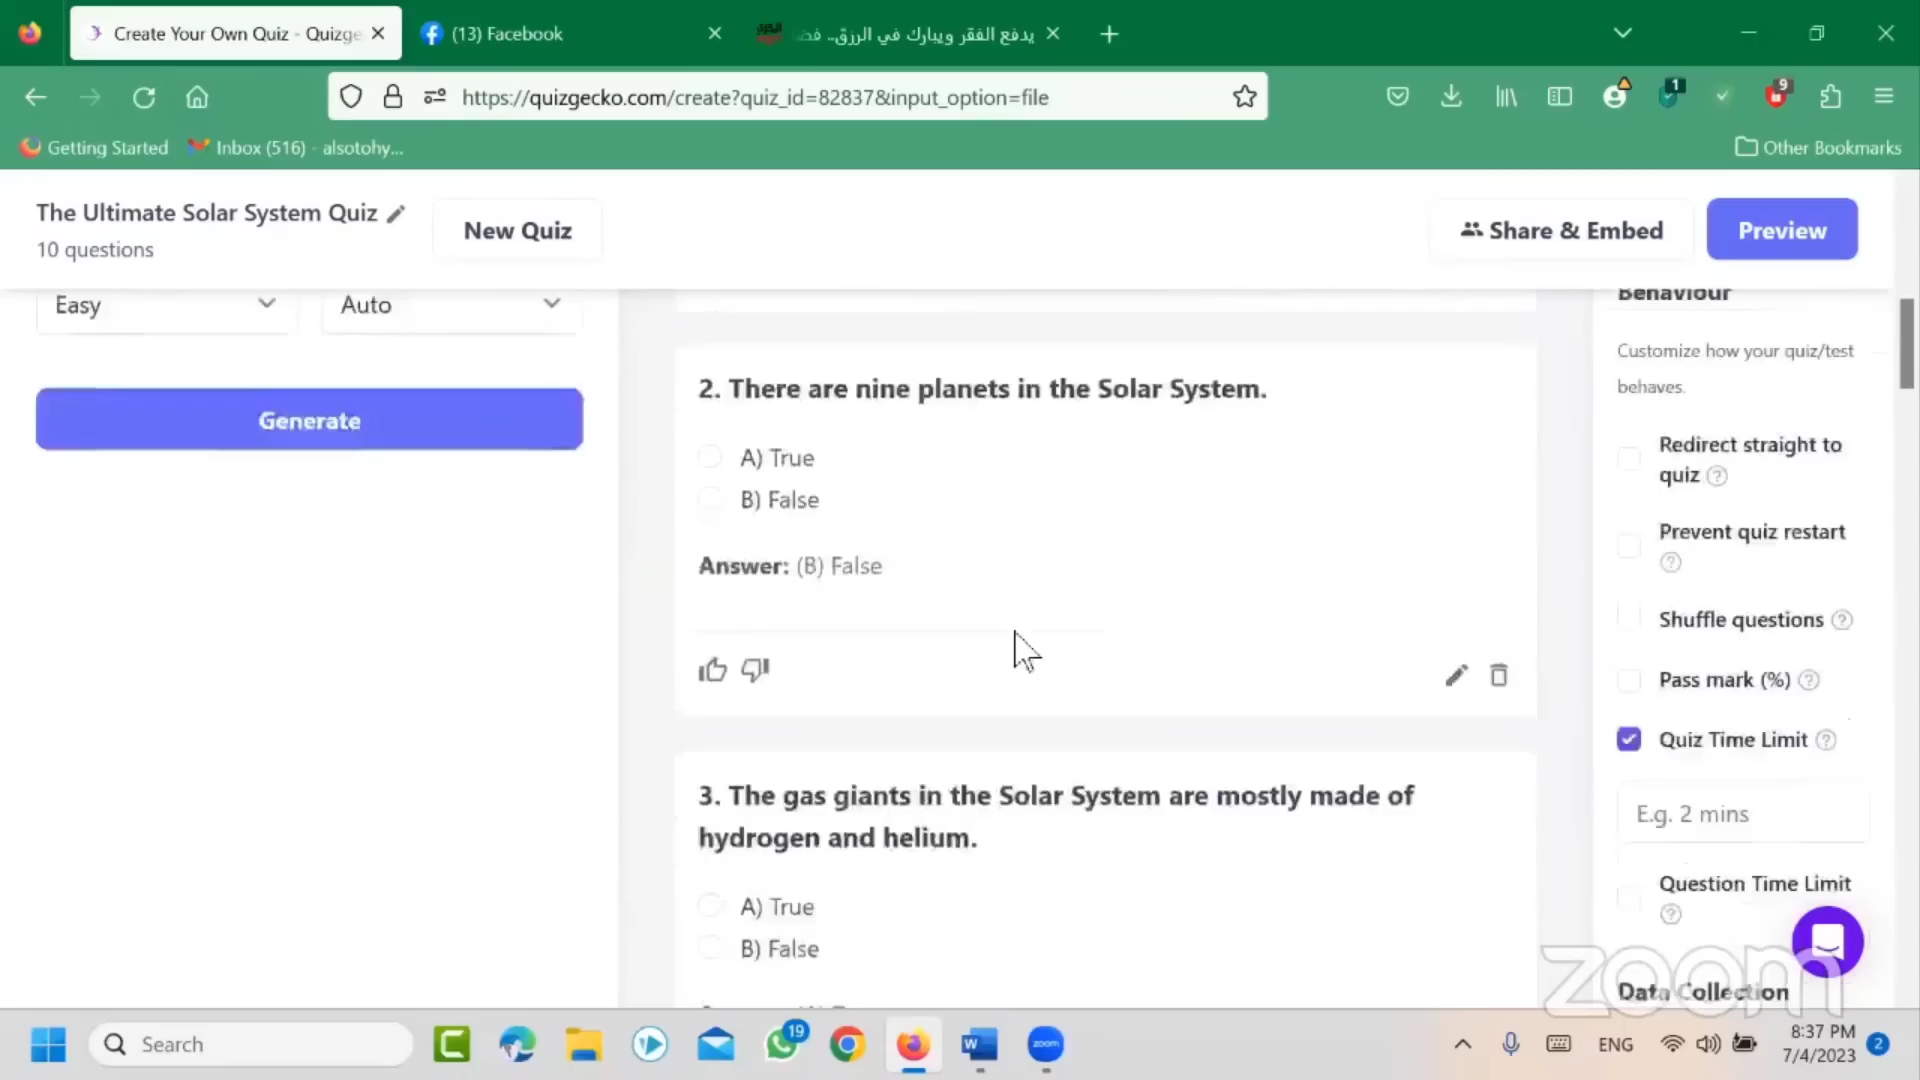 Create Your Own Quiz - Quizge
(13) Facebook
يدفع الفقر ويبارك في الرزق.. فضـ
https://quizgecko.com/create?quiz_id=82837&input_option=file
1
9
Getting Started
Inbox (516) - alsotohy...
Other Bookmarks
The Ultimate Solar System Quiz
10 questions
New Quiz
Share & Embed
Preview
Easy
Auto
Generate
2. There are nine planets in the Solar System.
A) True
B) False
Answer: (B) False
3. The gas giants in the Solar System are mostly made of
hydrogen and helium.
A) True
B) False
Behaviour
Customize how your quiz/test
behaves.
Redirect straight to
quiz
Prevent quiz restart
Shuffle questions
Pass mark (%)
Quiz Time Limit
E.g. 2 mins
Question Time Limit
Data Collection
zoom
Search
19
W
zoom
ENG
8:37 PM
7/4/2023
2